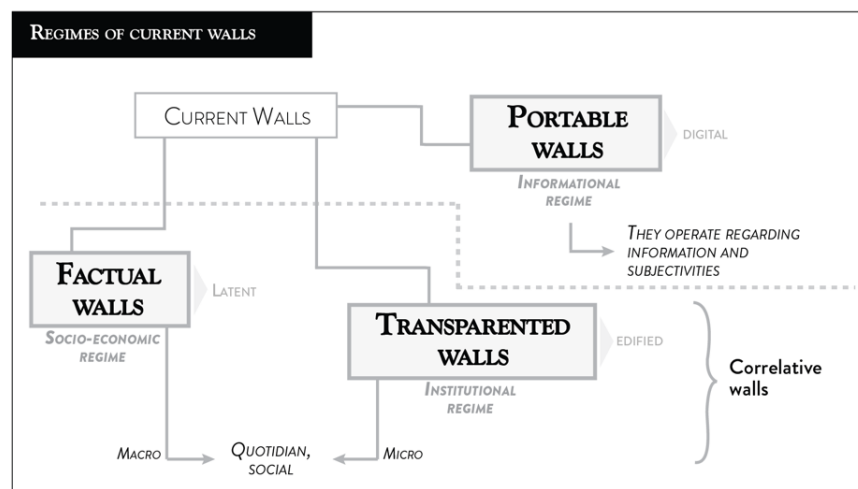 Regimes of current walls
Current Walls
Portable
walls
digital
Informational
regime
They operate regarding
information and
subjectivities
Factual
walls
Latent
Socio-economic
regime
Transparented
walls
edified
Institutional
regime
Correlative
walls
Macro
Quotidian,
social
Micro